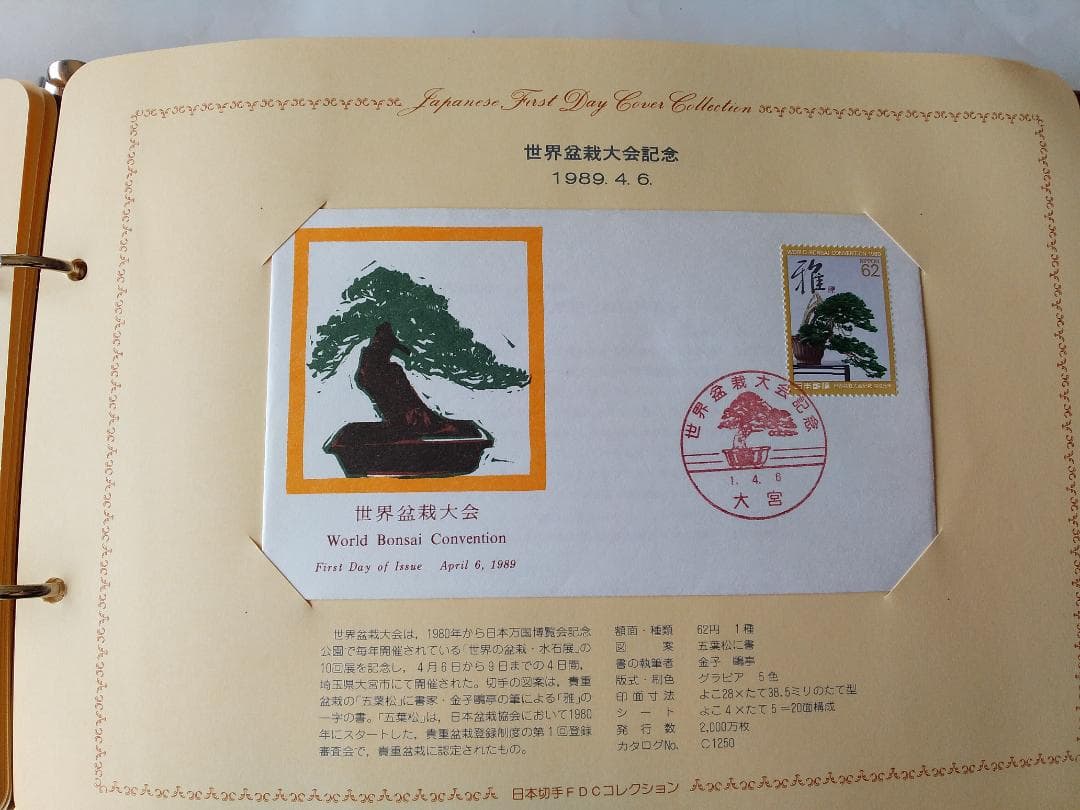 Japanese First Day Cover Collection
世界盆栽大会記念
1989. 4. 6.
WORLD BONSAI CONVENTION 1989
NIPPON
62
雅
日本郵便
世界盆栽大会記念
1. 4. 6
大宮
世界盆栽大会
World Bonsai Convention
First Day of Issue April 6, 1989
世界盆栽大会は，1980年から日本万国博覧会記念
公園で毎年開催されている「世界の盆栽・水石展」の
10回展を記念し，4月6日から9日までの4日間，
埼玉県大宮市にて開催された。切手の図案は，貴重
盆栽の「五葉松」に書家・金子鷗亭の筆による「雅」の
一字の書。「五葉松」は，日本盆栽協会において1980
年にスタートした，貴重盆栽登録制度の第1回登録
審査会で，貴重盆栽に認定されたもの。
額面・種類 62円 1種
図案 五葉松に書
書の執筆者 金子 鷗亭
版式・刷色 グラビア 5色
印面寸法 よこ28×たて38.5ミリのたて型
シート よこ4×たて5＝20面構成
発行数 2,000万枚
カタログNo. C1250
日本切手FDCコレクション